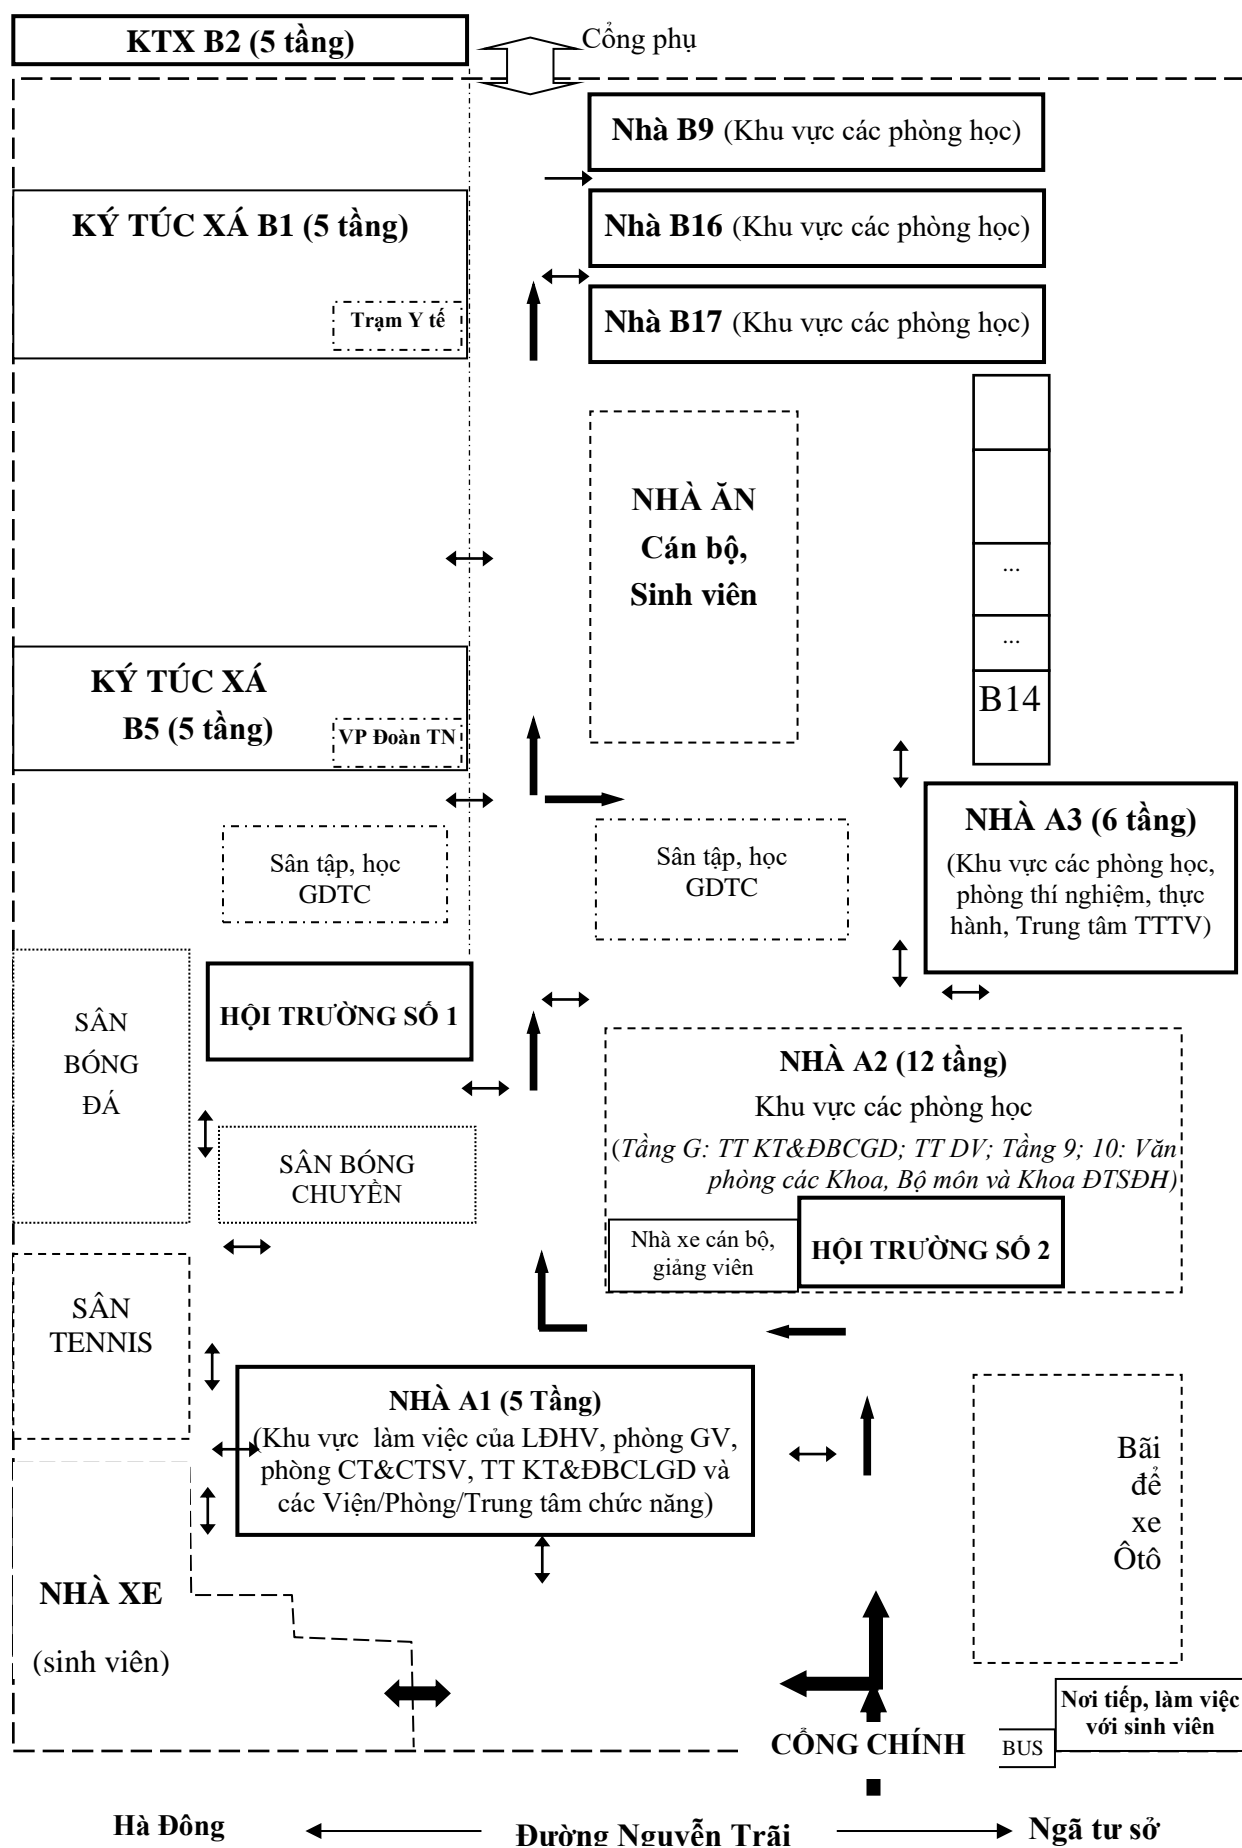 KTX B2 (5 tầng)
Cổng phụ
Nhà B9 (Khu vực các phòng học)
KÝ TÚC XÁ B1 (5 tầng)
Nhà B16 (Khu vực các phòng học)
Trạm Y tế
Nhà B17 (Khu vực các phòng học)
NHÀ ĂN
Cán bộ,
Sinh viên
...
...
B14
KÝ TÚC XÁ
B5 (5 tầng)
VP Đoàn TN
Sân tập, học
GDTC
Sân tập, học
GDTC
NHÀ A3 (6 tầng)
(Khu vực các phòng học,
phòng thí nghiệm, thực
hành, Trung tâm TTTV)
SÂN
BÓNG
ĐÁ
HỘI TRƯỜNG SỐ 1
NHÀ A2 (12 tầng)
Khu vực các phòng học
(Tầng G: TT KT&ĐBCGD; TT DV; Tầng 9; 10: Văn
phòng các Khoa, Bộ môn và Khoa ĐTSĐH)
SÂN BÓNG
CHUYỀN
Nhà xe cán bộ,
giảng viên
HỘI TRƯỜNG SỐ 2
SÂN
TENNIS
NHÀ A1 (5 Tầng)
(Khu vực làm việc của LĐHV, phòng GV,
phòng CT&CTSV, TT KT&ĐBCLGD và
các Viện/Phòng/Trung tâm chức năng)
Bãi
để
xe
Ôtô
NHÀ XE
(sinh viên)
Nơi tiếp, làm việc
với sinh viên
CỔNG CHÍNH
BUS
Hà Đông
Đường Nguyễn Trãi
Ngã tư sở